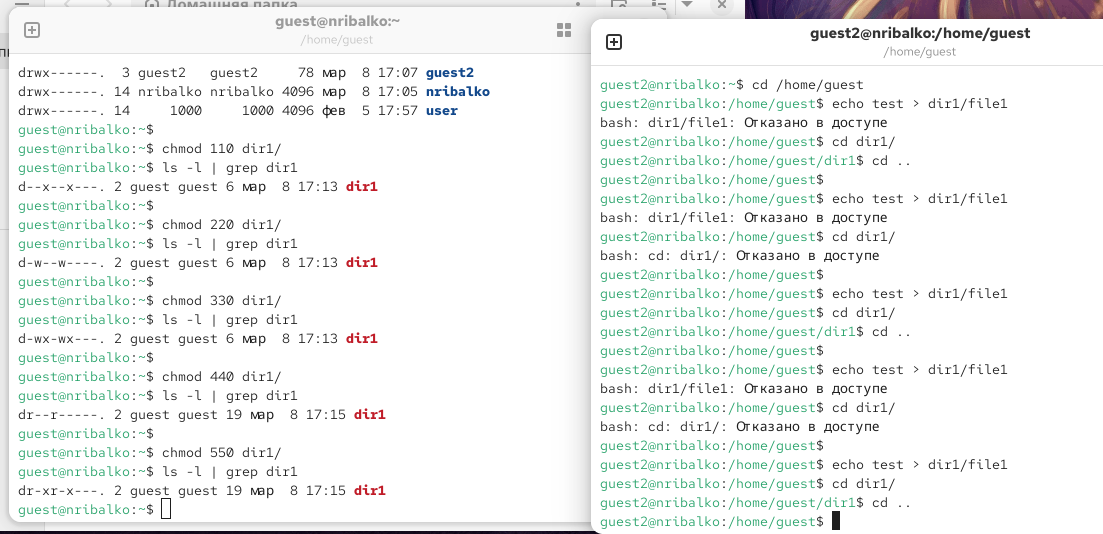 Домашняя папка
guest@nribalko:~
/home/guest
drwx------.  3 guest2   guest2     78 мар  8 17:07 guest2
drwx------. 14 nribalko nribalko 4096 мар  8 17:05 nribalko
drwx------. 14     1000     1000 4096 фев  5 17:57 user
guest@nribalko:~$
guest@nribalko:~$ chmod 110 dir1/
guest@nribalko:~$ ls -l | grep dir1
d--x--x---. 2 guest guest 6 мар  8 17:13 dir1
guest@nribalko:~$
guest@nribalko:~$ chmod 220 dir1/
guest@nribalko:~$ ls -l | grep dir1
d-w--w----. 2 guest guest 6 мар  8 17:13 dir1
guest@nribalko:~$
guest@nribalko:~$ chmod 330 dir1/
guest@nribalko:~$ ls -l | grep dir1
d-wx-wx---. 2 guest guest 6 мар  8 17:13 dir1
guest@nribalko:~$
guest@nribalko:~$ chmod 440 dir1/
guest@nribalko:~$ ls -l | grep dir1
dr--r-----. 2 guest guest 19 мар  8 17:15 dir1
guest@nribalko:~$
guest@nribalko:~$ chmod 550 dir1/
guest@nribalko:~$ ls -l | grep dir1
dr-xr-x---. 2 guest guest 19 мар  8 17:15 dir1
guest@nribalko:~$
guest2@nribalko:/home/guest
/home/guest
guest2@nribalko:~$ cd /home/guest
guest2@nribalko:/home/guest$ echo test > dir1/file1
bash: dir1/file1: Отказано в доступе
guest2@nribalko:/home/guest$ cd dir1/
guest2@nribalko:/home/guest/dir1$ cd ..
guest2@nribalko:/home/guest$
guest2@nribalko:/home/guest$ echo test > dir1/file1
bash: dir1/file1: Отказано в доступе
guest2@nribalko:/home/guest$ cd dir1/
bash: cd: dir1/: Отказано в доступе
guest2@nribalko:/home/guest$
guest2@nribalko:/home/guest$ echo test > dir1/file1
guest2@nribalko:/home/guest$ cd dir1/
guest2@nribalko:/home/guest/dir1$ cd ..
guest2@nribalko:/home/guest$
guest2@nribalko:/home/guest$ echo test > dir1/file1
bash: dir1/file1: Отказано в доступе
guest2@nribalko:/home/guest$ cd dir1/
bash: cd: dir1/: Отказано в доступе
guest2@nribalko:/home/guest$
guest2@nribalko:/home/guest$ echo test > dir1/file1
guest2@nribalko:/home/guest$ cd dir1/
guest2@nribalko:/home/guest/dir1$ cd ..
guest2@nribalko:/home/guest$